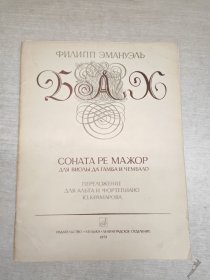 ФИЛИПП ЭМАНУЭЛЬ
БАХ
СОНАТА РЕ МАЖОР
ДЛЯ ВИОЛЫ ДА ГАМБА И ЧЕМБАЛО
ПЕРЕЛОЖЕНИЕ
ДЛЯ АЛЬТА И ФОРТЕПИАНО
ИЗДАТЕЛЬСТВО «МУЗЫКА» ЛЕНИНГРАДСКОЕ ОТДЕЛЕНИЕ